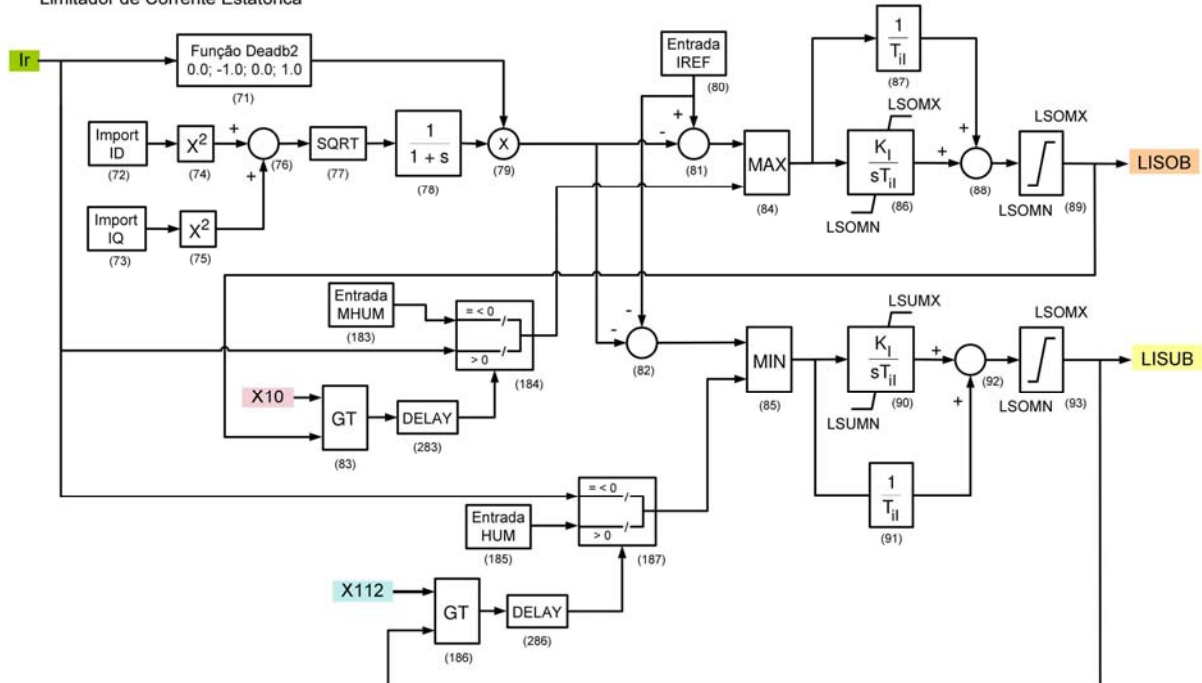 Limitador de Corrente Estatórica
Ir
Função Deadb2
0.0; -1.0; 0.0; 1.0
(71)
Import
ID
(72)
X2
(74)
+
+
(76)
SQRT
(77)
1
1 + s
(78)
X
(79)
Import
IQ
(73)
X2
(75)
Entrada
IREF
(80)
+
-
(81)
MAX
(84)
1
TiI
(87)
LSOMX
KI
sTiI
LSOMN
(86)
+
+
(88)
LSOMX
LSOMN
(89)
LISOB
Entrada
MHUM
(183)
= < 0
> 0
(184)
X10
GT
(83)
DELAY
(283)
-
-
(82)
MIN
(85)
LSUMX
KI
sTiI
LSUMN
(90)
+
+
(92)
LSOMX
LSOMN
(93)
LISUB
1
TiI
(91)
= < 0
> 0
(187)
Entrada
HUM
(185)
X112
GT
(186)
DELAY
(286)